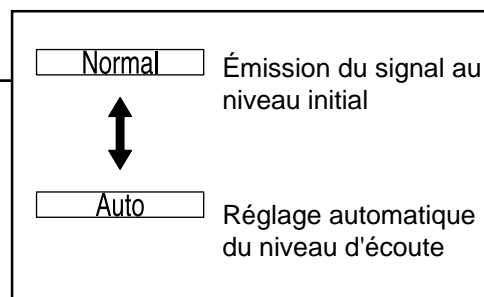 Normal
Émission du signal au
niveau initial
Auto
Réglage automatique
du niveau d'écoute